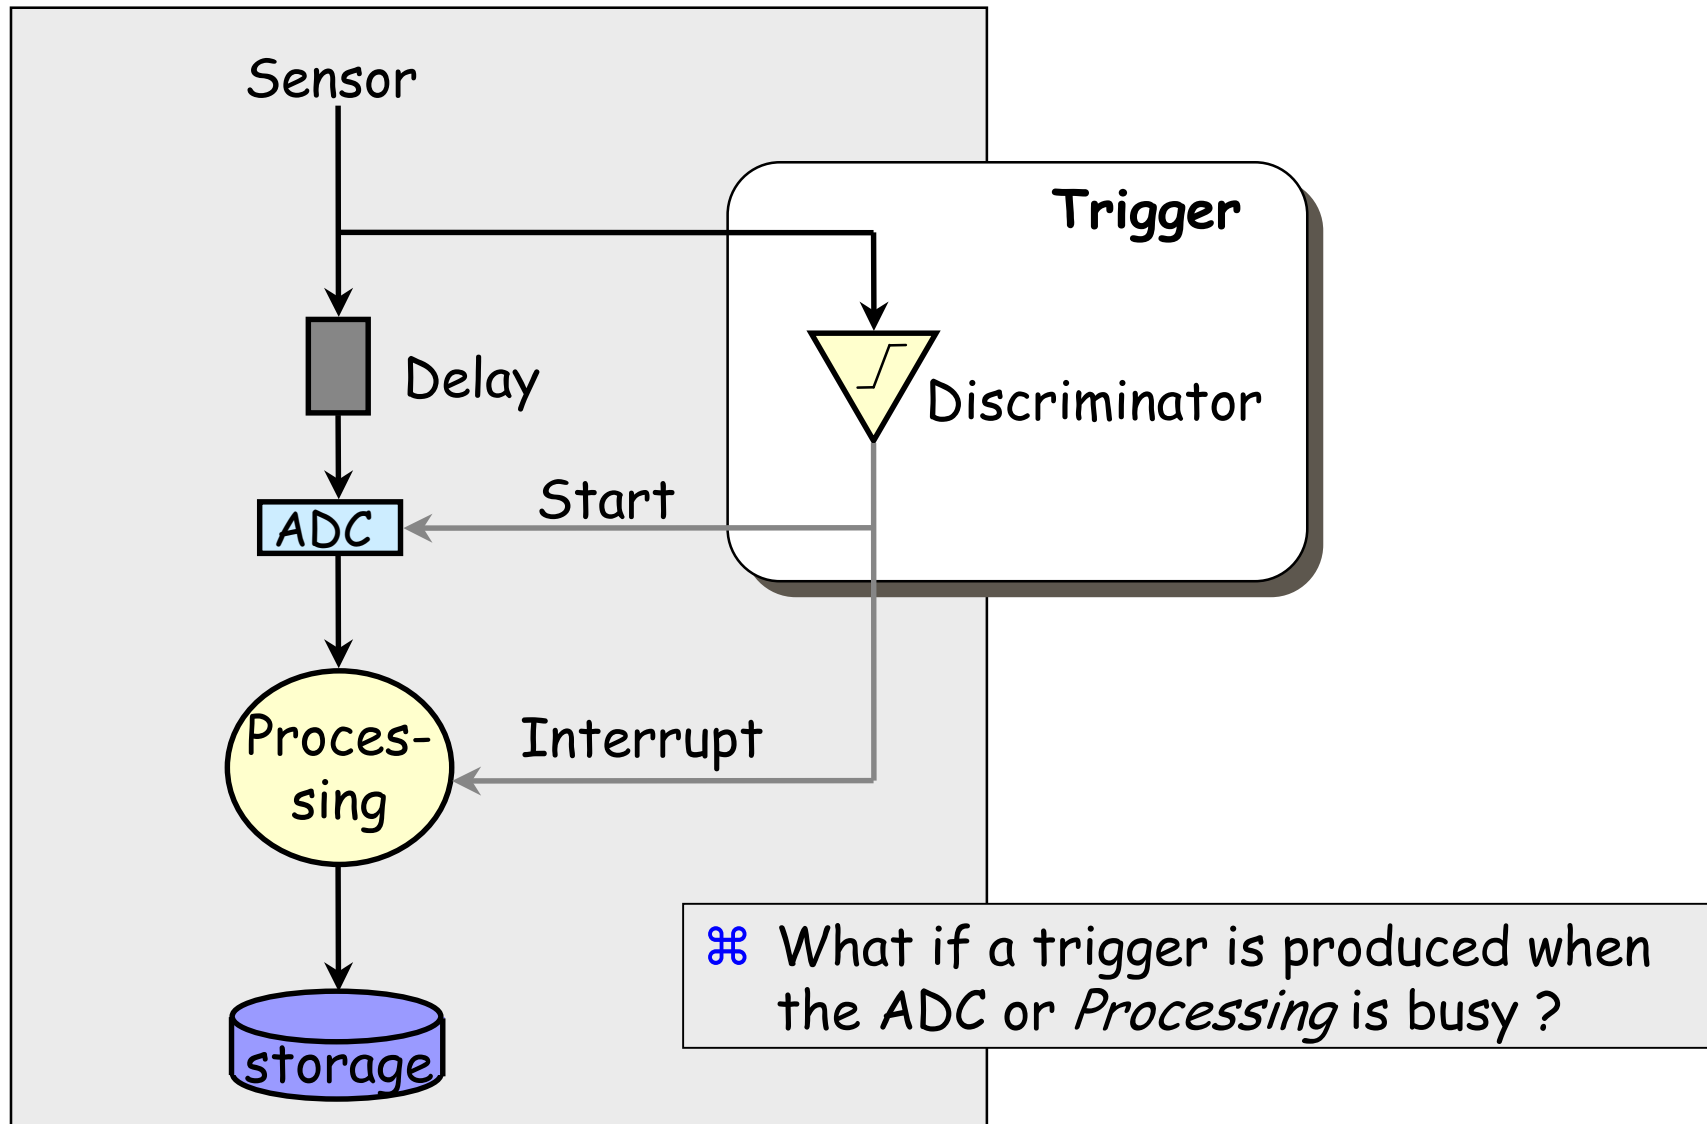 Sensor
Trigger
Delay
Discriminator
Start
ADC
Proces-
sing
Interrupt
storage
⌘ What if a trigger is produced when
the ADC or Processing is busy ?